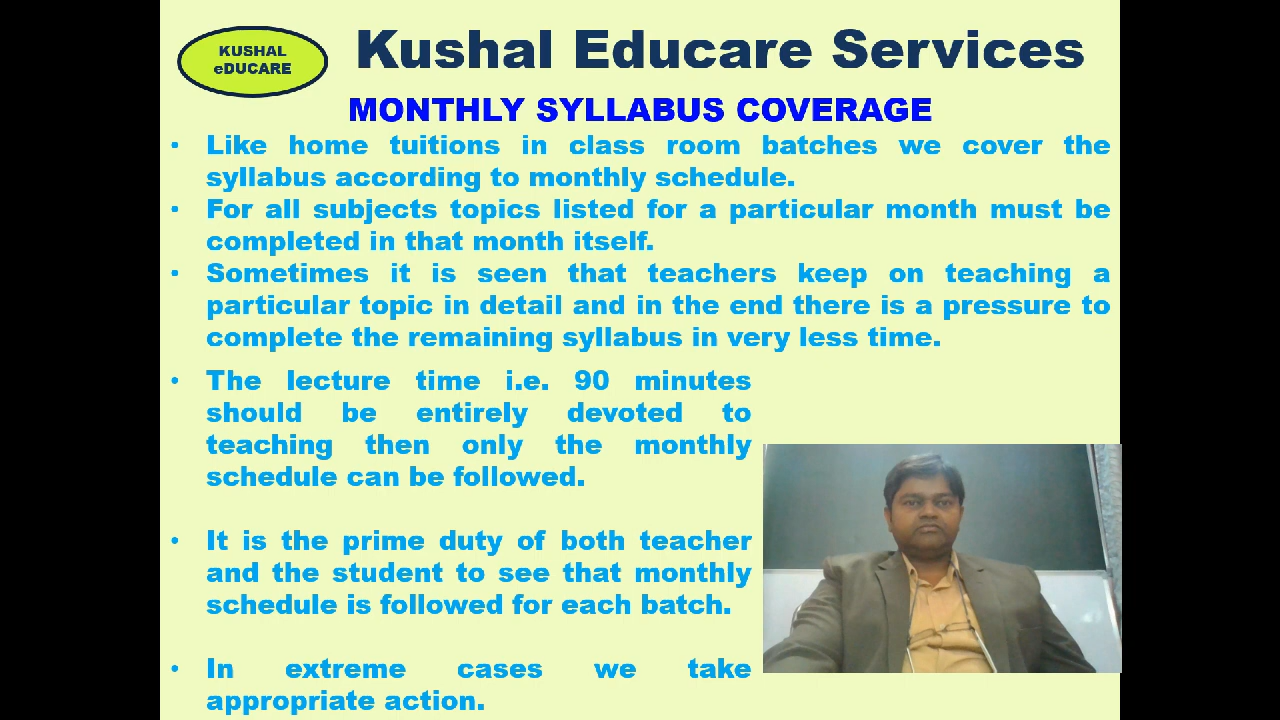 KUSHAL
eDUCARE
Kushal Educare Services
MONTHLY SYLLABUS COVERAGE
• Like home tuitions in class room batches we cover the
syllabus according to monthly schedule.
• For all subjects topics listed for a particular month must be
completed in that month itself.
• Sometimes it is seen that teachers keep on teaching a
particular topic in detail and in the end there is a pressure to
complete the remaining syllabus in very less time.
• The lecture time i.e. 90 minutes
should be entirely devoted to
teaching then only the monthly
schedule can be followed.
• It is the prime duty of both teacher
and the student to see that monthly
schedule is followed for each batch.
• In extreme cases we take
appropriate action.